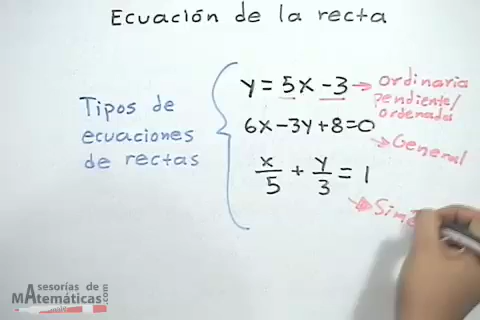 Ecuación de la recta
Tipos de
ecuaciones
de rectas
y = 5x - 3 → ordinaria
pendiente/
ordenada
6x - 3y + 8 = 0
General
x/5 + y/3 = 1
Asesorías de
MAtemáticas.com